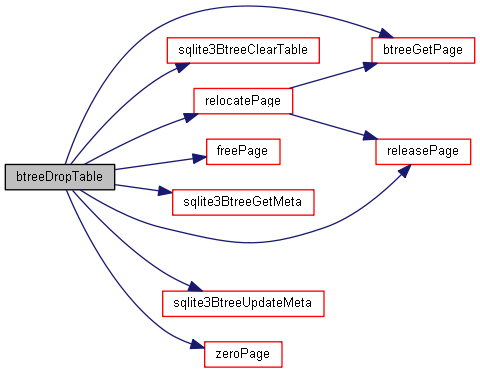 sqlite3BtreeClearTable
btreeGetPage
relocatePage
freePage
releasePage
btreeDropTable
sqlite3BtreeGetMeta
sqlite3BtreeUpdateMeta
zeroPage